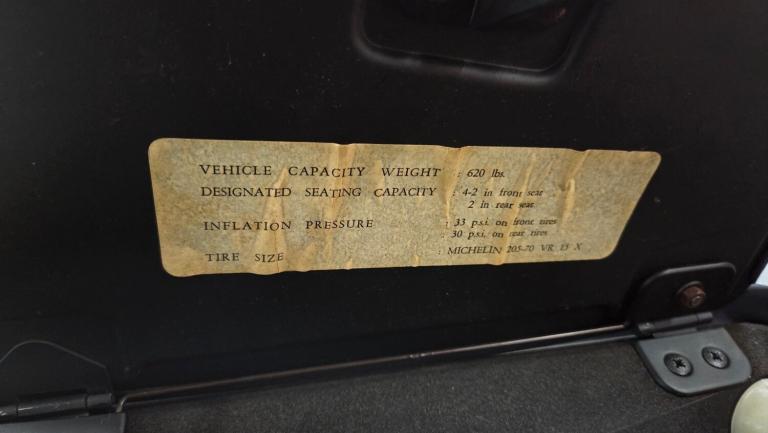 VEHICLE CAPACITY WEIGHT : 620 lbs.
DESIGNATED SEATING CAPACITY : 4-2 in front seat
2 in rear seat
INFLATION PRESSURE : 33 p.s.i. on front tires
: 30 p.s.i. on rear tires
TIRE SIZE : MICHELIN 205-70 VR 15 X